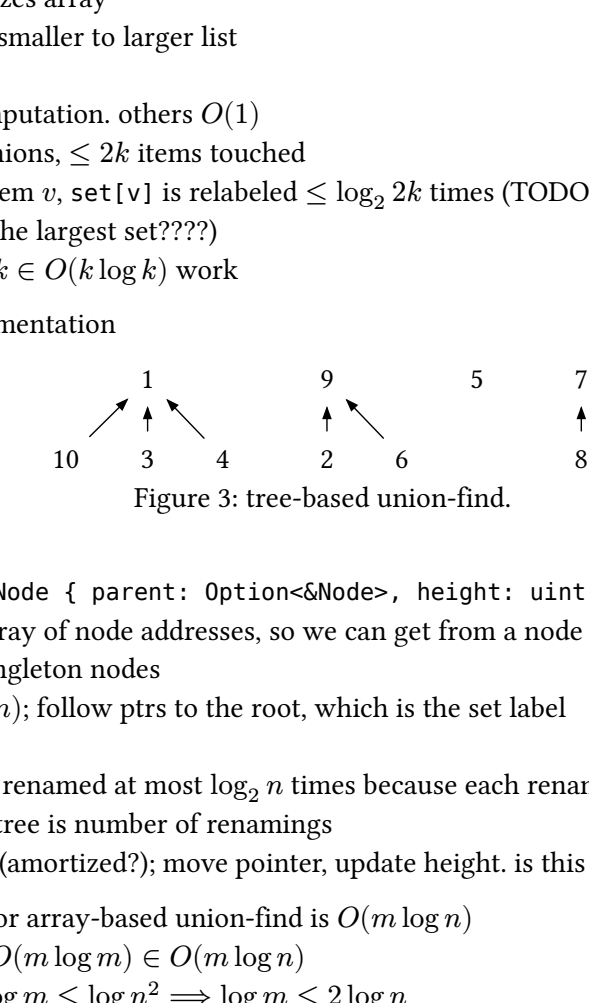 zes array
smaller to larger list
putation. others O(1)
nions, ≤ 2k items touched
em v, set[v] is relabeled ≤ log₂ 2k times (TODO
he largest set????)
k ∈ O(k log k) work
mentation
1 9 5 7
10 3 4 2 6 8
Figure 3: tree-based union-find.
Node { parent: Option<&Node>, height: uint
ray of node addresses, so we can get from a node
ngleton nodes
n); follow ptrs to the root, which is the set label
renamed at most log₂ n times because each renam
tree is number of renamings
(amortized?); move pointer, update height. is this
or array-based union-find is O(m log n)
O(m log m) ∈ O(m log n)
log m ≤ log n² ⟹ log m ≤ 2 log n